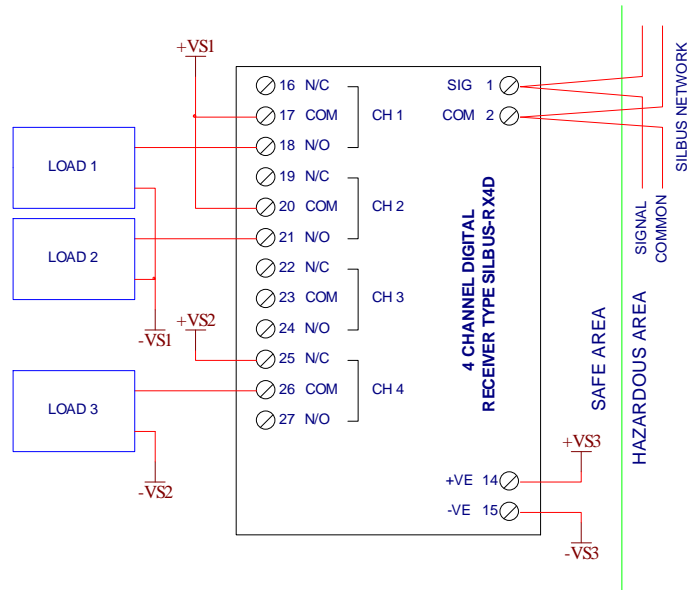 +VS1
16 N/C
17 COM
CH 1
18 N/O
19 N/C
20 COM
CH 2
21 N/O
22 N/C
23 COM
CH 3
24 N/O
25 N/C
26 COM
CH 4
27 N/O
LOAD 1
LOAD 2
-VS1
+VS2
LOAD 3
-VS2
SIG 1
COM 2
4 CHANNEL DIGITAL
RECEIVER TYPE SILBUS-RX4D
+VE 14
-VE 15
+VS3
-VS3
SAFE AREA
HAZARDOUS AREA
SIGNAL
COMMON
SILBUS NETWORK